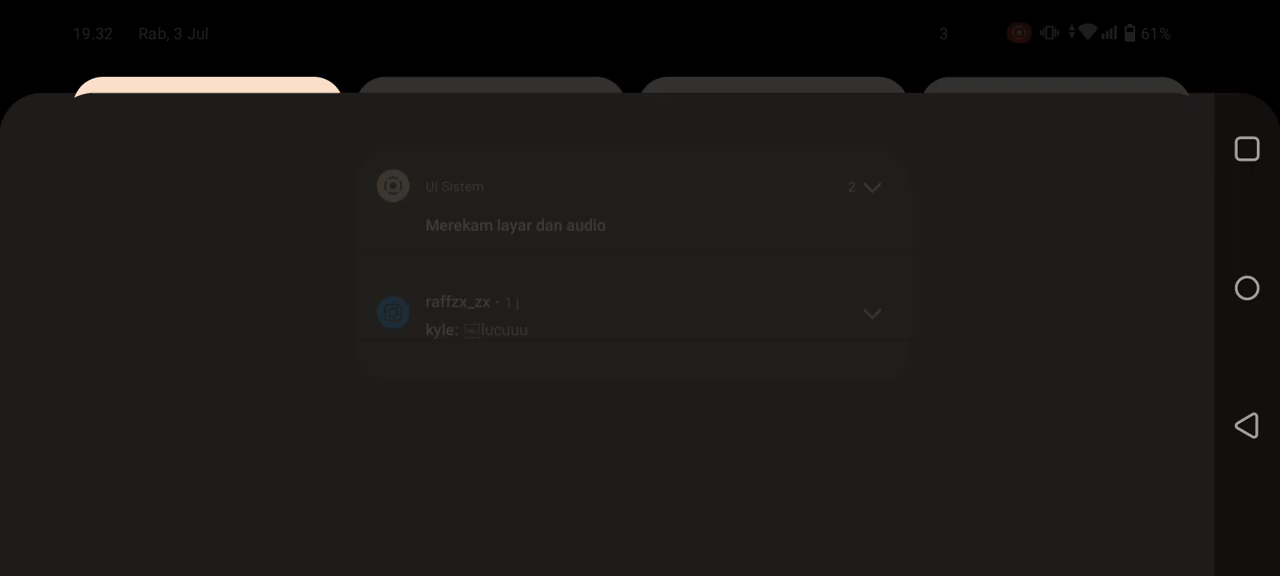 19.32 Rab, 3 Jul 3 61%
UI Sistem 2
Merekam layar dan audio
raffzx_zx • 1 j
kyle: lucuuu